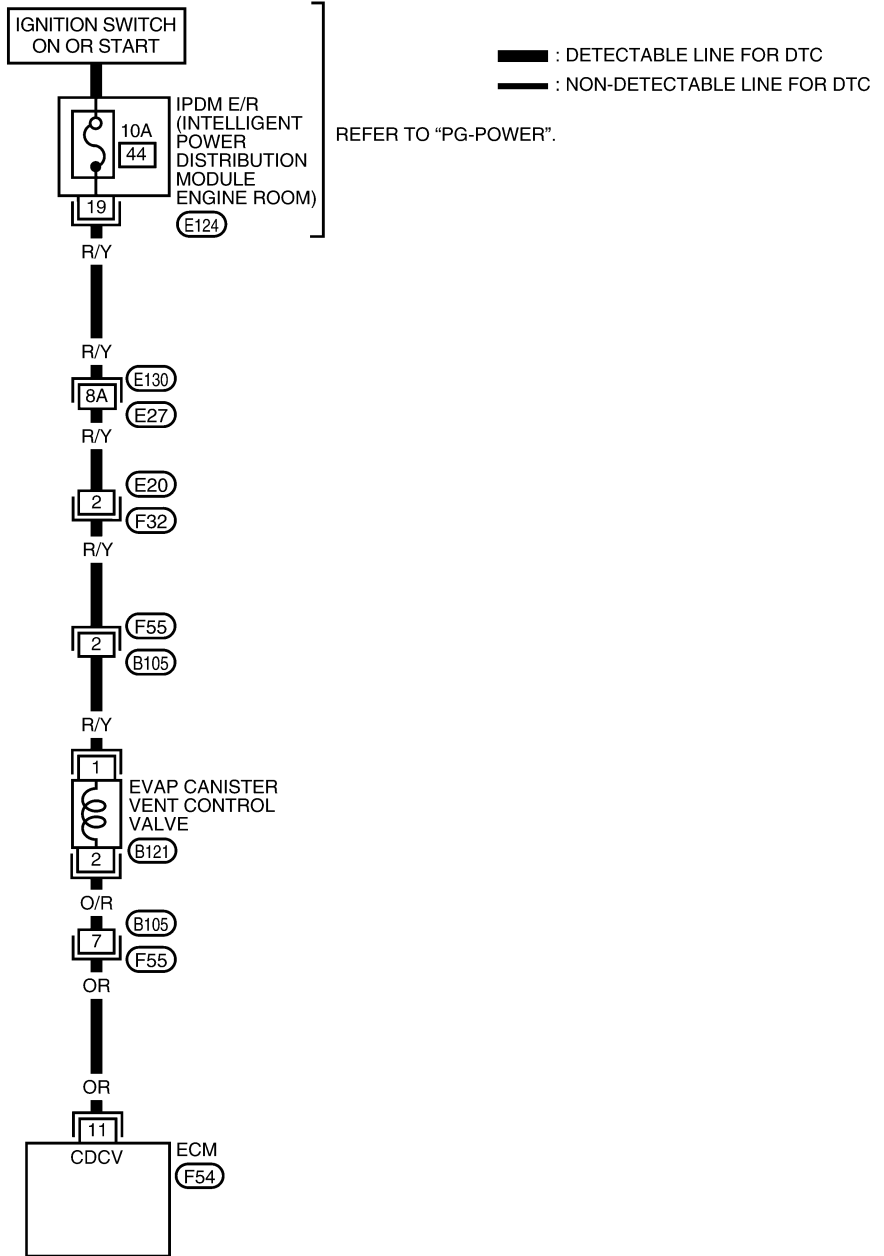 IGNITION SWITCH
ON OR START
: DETECTABLE LINE FOR DTC
: NON-DETECTABLE LINE FOR DTC
10A
44
IPDM E/R
(INTELLIGENT
POWER
DISTRIBUTION
MODULE
ENGINE ROOM)
E124
REFER TO “PG-POWER”.
19
R/Y
R/Y
8A
E130
E27
R/Y
2
E20
F32
R/Y
2
F55
B105
R/Y
1
EVAP CANISTER
VENT CONTROL
VALVE
B121
2
O/R
7
B105
F55
OR
OR
11
CDCV
ECM
F54